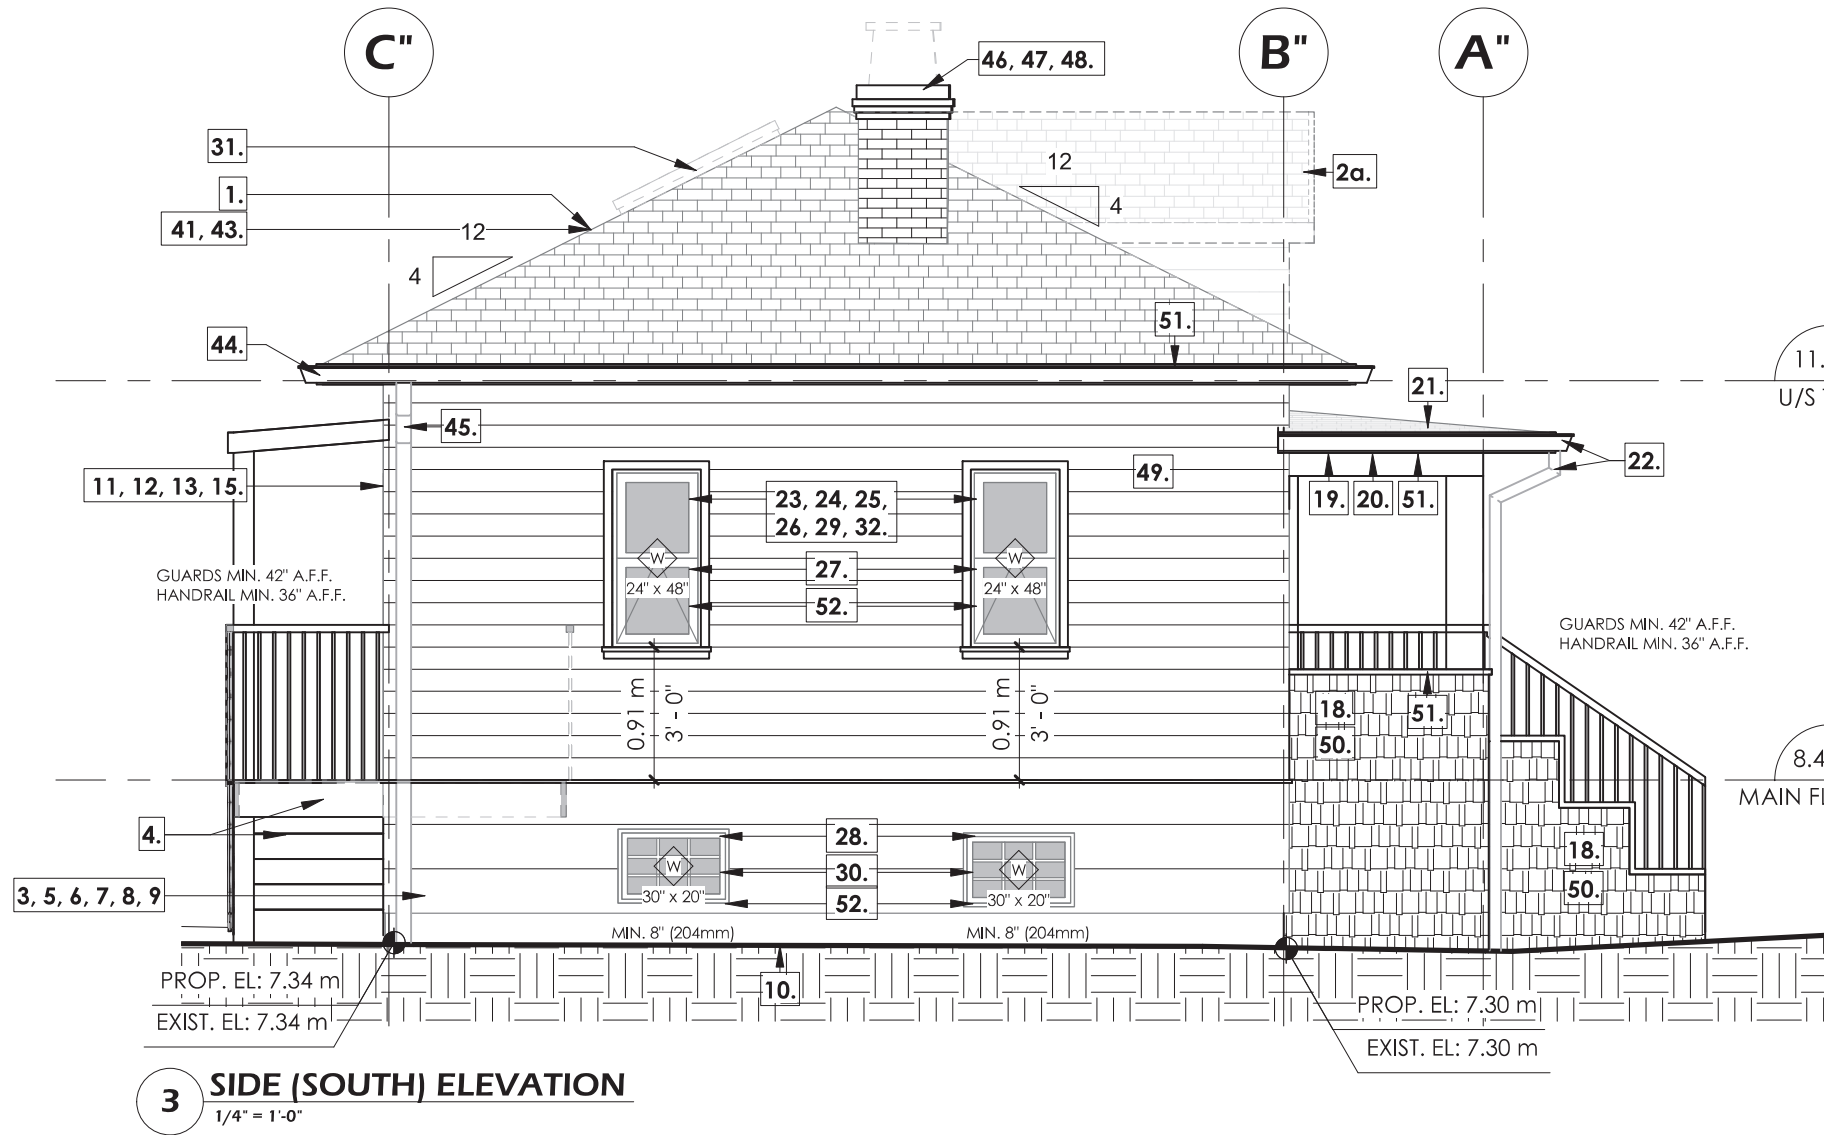 C"
B"
A"
46, 47, 48.
31.
1.
41, 43.
12
4
12
4
2a.
44.
51.
11.
U/S
21.
45.
22.
11, 12, 13, 15.
49.
23, 24, 25,
26, 29, 32.
19.
20.
51.
W
24" x 48"
W
24" x 48"
27.
52.
GUARDS MIN. 42" A.F.F.
HANDRAIL MIN. 36" A.F.F.
GUARDS MIN. 42" A.F.F.
HANDRAIL MIN. 36" A.F.F.
0.91 m
3' - 0"
0.91 m
3' - 0"
18.
50.
51.
8.4
MAIN FL
4.
28.
30.
52.
W
30" x 20"
W
30" x 20"
18.
50.
3, 5, 6, 7, 8, 9
MIN. 8" (204mm)
MIN. 8" (204mm)
10.
PROP. EL: 7.34 m
EXIST. EL: 7.34 m
PROP. EL: 7.30 m
EXIST. EL: 7.30 m
3
SIDE (SOUTH) ELEVATION
1/4" = 1'-0"